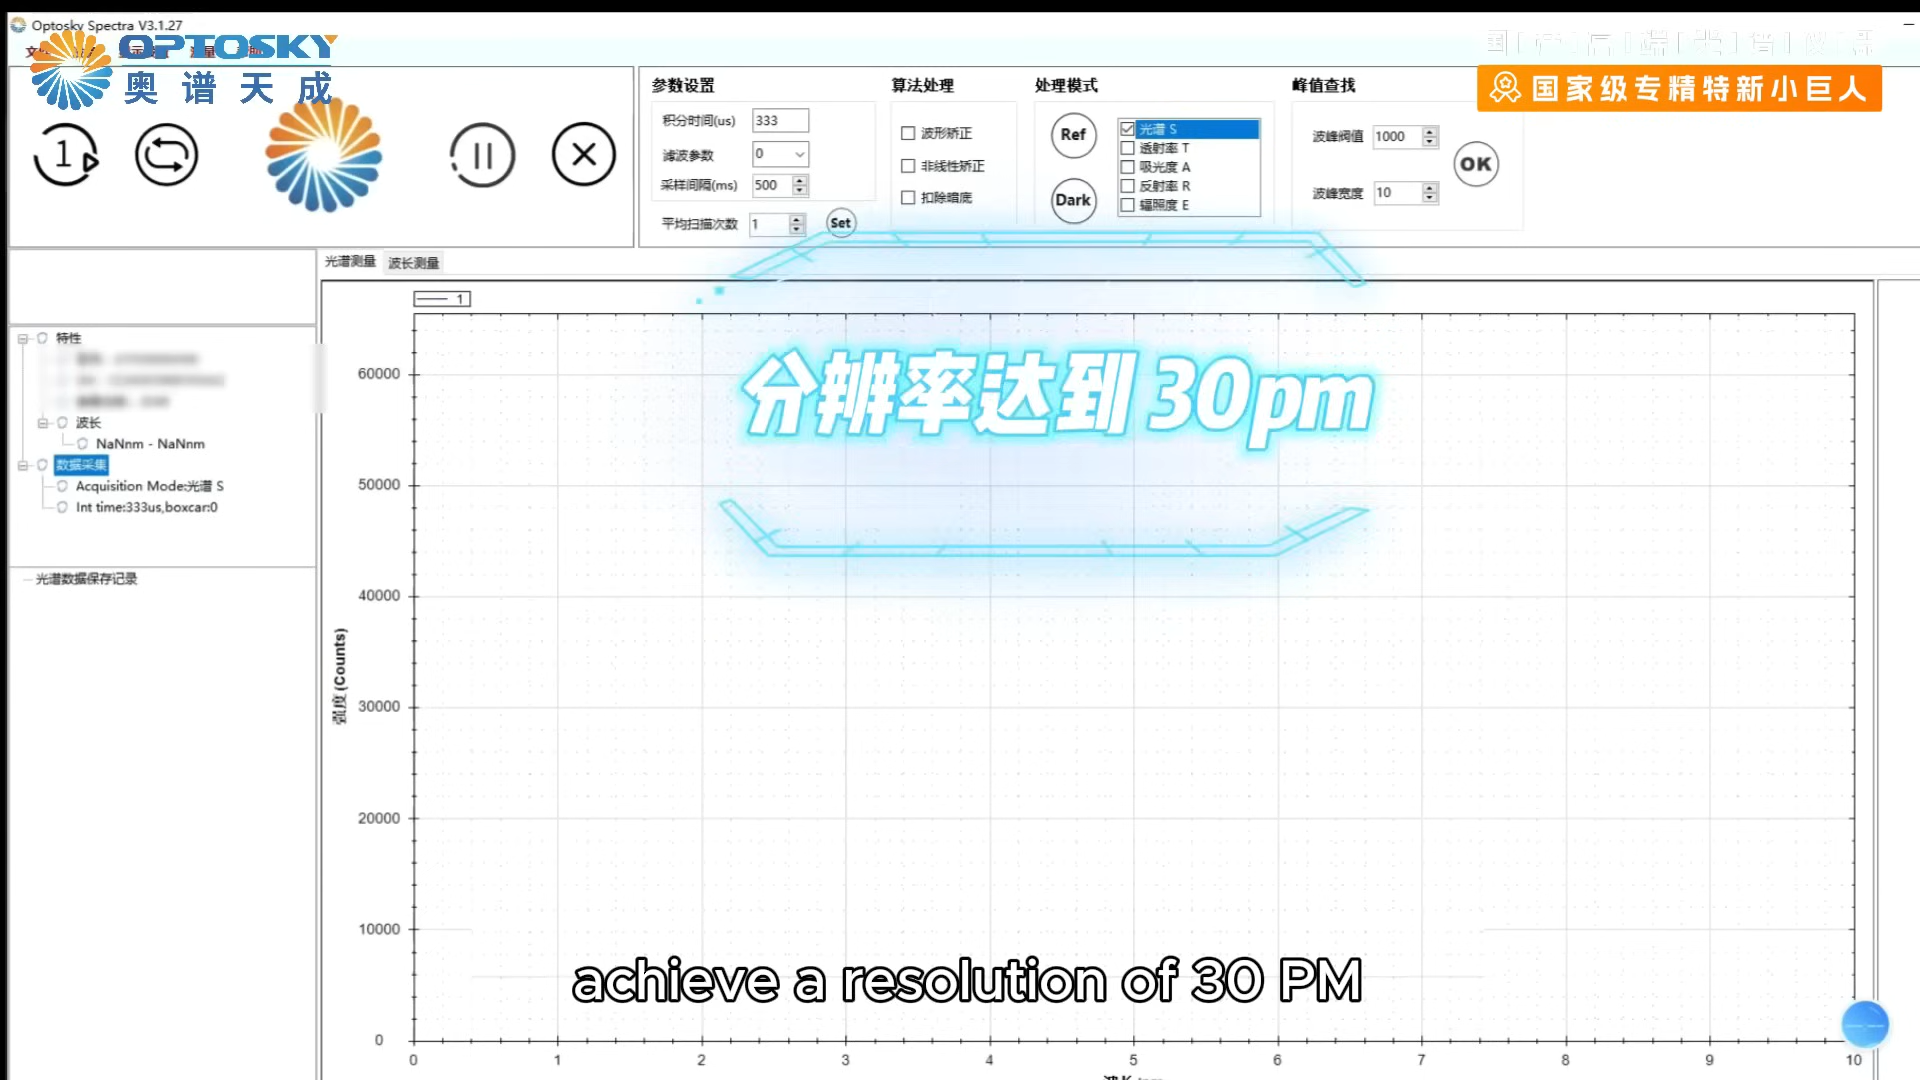 Optosky Spectra V3.1.27
OPTOSKY
奥谱天成
国家级专精特新小巨人
1
参数设置
积分时间(us) 333
滤波参数 0
采样间隔(ms) 500
平均扫描次数 1 Set
算法处理
波形矫正
非线性矫正
扣除暗底
处理模式
Ref
Dark
光谱 S
透射率 T
吸光度 A
反射率 R
辐照度 E
峰值查找
波峰阀值 1000
波峰宽度 10
OK
光谱测量 波长测量
特性
波长
NaNnm - NaNnm
数据采集
Acquisition Mode:光谱 S
Int time:333us,boxcar:0
光谱数据保存记录
1
分辨率达到30pm
强度(Counts)
60000
50000
40000
30000
20000
10000
0
0 1 2 3 4 5 6 7 8 9 10
achieve a resolution of 30 PM